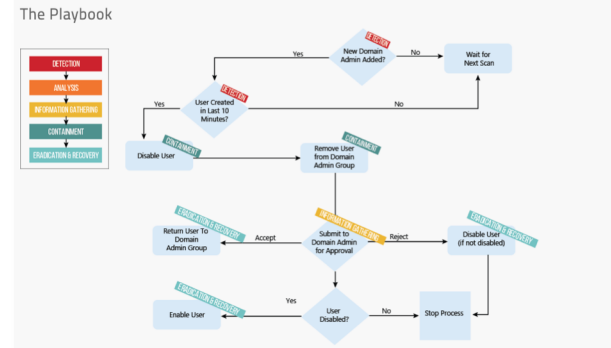 The Playbook
DETECTION
ANALYSIS
INFORMATION GATHERING
CONTAINMENT
ERADICATION & RECOVERY
DETECTION
New Domain
Admin Added?
Yes
No
Wait for
Next Scan
DETECTION
User Created
in Last 10
Minutes?
Yes
No
CONTAINMENT
Disable User
CONTAINMENT
Remove User
from Domain
Admin Group
ERADICATION & RECOVERY
Return User To
Domain
Admin Group
Accept
INFORMATION GATHERING
Submit to
Domain Admin
for Approval
Reject
ERADICATION & RECOVERY
Disable User
(if not disabled)
ERADICATION & RECOVERY
Enable User
Yes
User
Disabled?
No
Stop Process